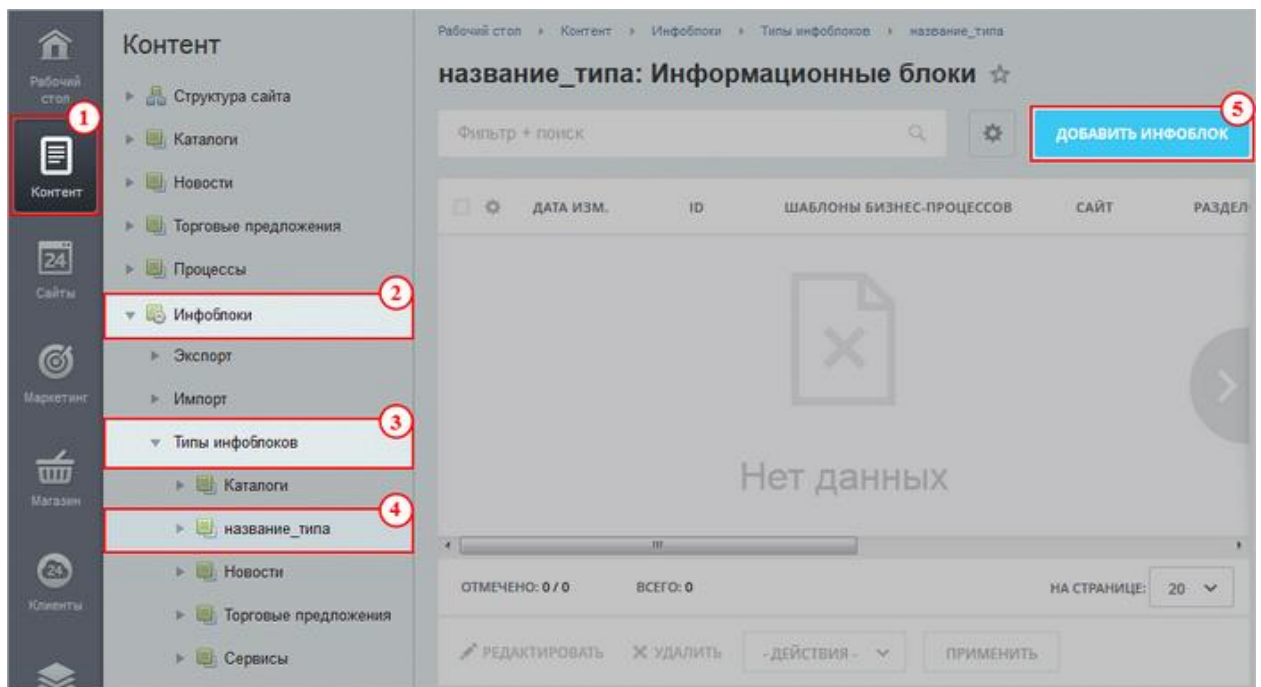 Рабочий стол
Контент
Сайты
Маркетинг
Магазин
Клиенты
1
24
24
Контент
Структура сайта
Каталоги
Новости
Торговые предложения
Процессы
2
Инфоблоки
Экспорт
Импорт
3
Типы инфоблоков
Каталоги
4
название_типа
Новости
Торговые предложения
Сервисы
Рабочий стол Контент Инфоблоки Типы инфоблоков название_типа
название_типа: Информационные блоки
Фильтр + поиск
5
ДОБАВИТЬ ИНФОБЛОК
ДАТА ИЗМ. ID ШАБЛОНЫ БИЗНЕС-ПРОЦЕССОВ САЙТ РАЗДЕЛ
Нет данных
ОТМЕЧЕНО: 0 / 0 ВСЕГО: 0 НА СТРАНИЦЕ: 20
РЕДАКТИРОВАТЬ УДАЛИТЬ - ДЕЙСТВИЯ - ПРИМЕНИТЬ